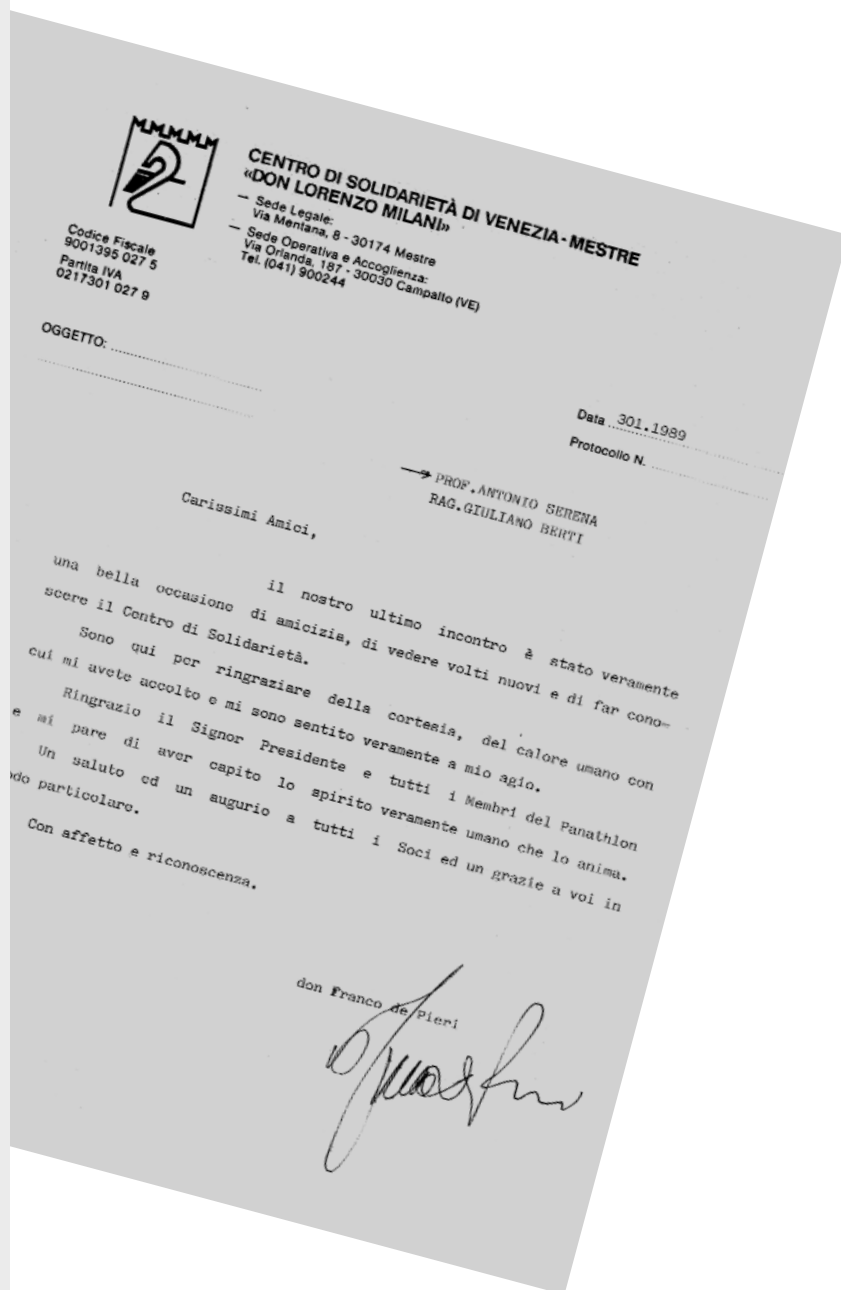 CENTRO DI SOLIDARIETÀ DI VENEZIA-MESTRE
«DON LORENZO MILANI»
— Sede Legale:
Via Mentana, 8 - 30174 Mestre
— Sede Operativa e Accoglienza:
Via Orlanda, 187 - 30030 Campalto (VE)
Tel. (041) 900244
Codice Fiscale
9001395 027 5
Partita IVA
0217301 027 9
OGGETTO:
Data 301.1989
Protocollo N.
PROF.ANTONIO SERENA
RAG.GIULIANO BERTI
Carissimi Amici,
il nostro ultimo incontro è stato veramente
una bella occasione di amicizia, di vedere volti nuovi e di far cono-
scere il Centro di Solidarietà.
Sono qui per ringraziare della cortesia, del calore umano con
cui mi avete accolto e mi sono sentito veramente a mio agio.
Ringrazio il Signor Presidente e tutti i Membri del Panathlon
e mi pare di aver capito lo spirito veramente umano che lo anima.
Un saluto ed un augurio a tutti i Soci ed un grazie a voi in
odo particolare.
Con affetto e riconoscenza.
don Franco de Pieri